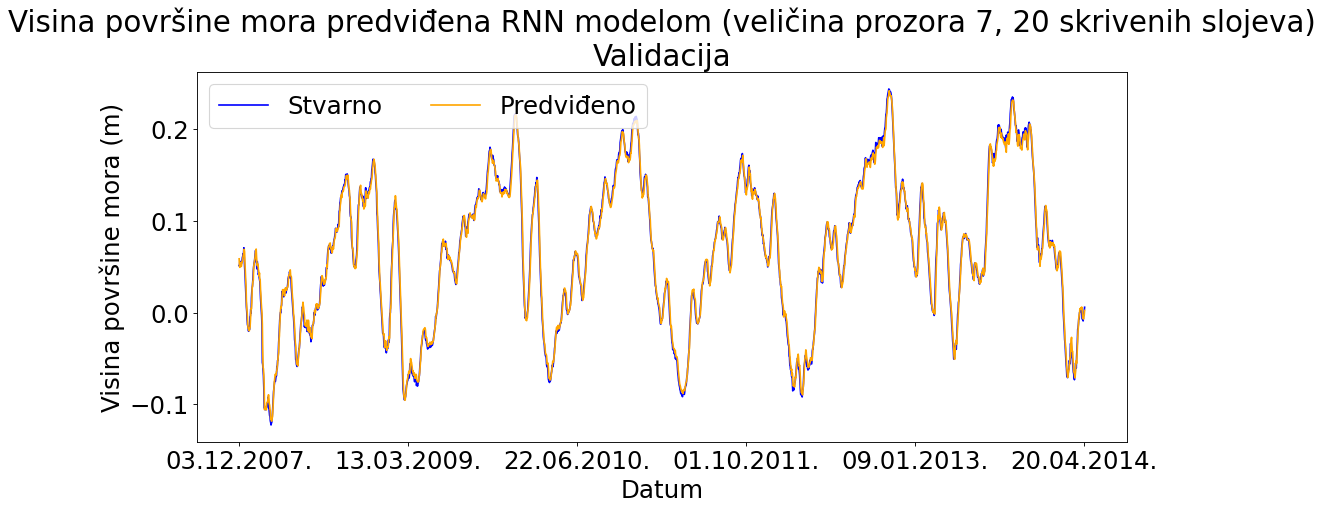 Visina površine mora predviđena RNN modelom (veličina prozora 7, 20 skrivenih slojeva)
Validacija
Stvarno Predviđeno
Visina površine mora (m)
0.2
0.1
0.0
−0.1
03.12.2007. 13.03.2009. 22.06.2010. 01.10.2011. 09.01.2013. 20.04.2014.
Datum